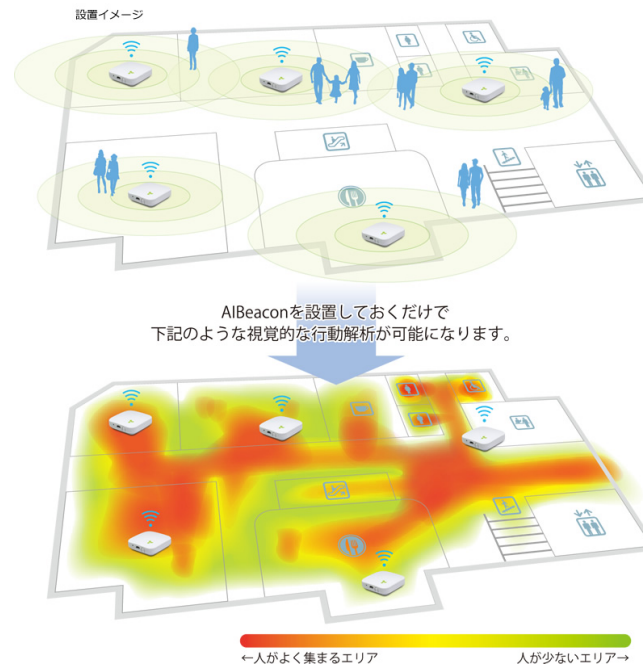 設置イメージ
AIBeaconを設置しておくだけで
下記のような視覚的な行動解析が可能になります。
←人がよく集まるエリア
人が少ないエリア→